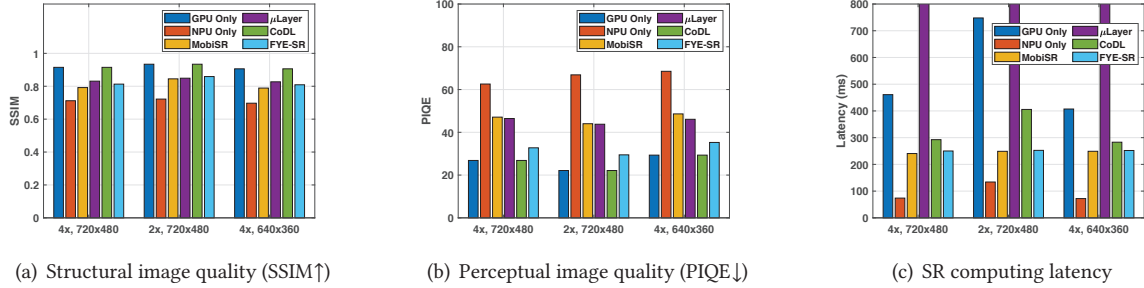 GPU Only
NPU Only
MobiSR
μLayer
CoDL
FYE-SR
SSIM
1
0.8
0.6
0.4
0.2
0
4x, 720x480
2x, 720x480
4x, 640x360
(a) Structural image quality (SSIM↑)
GPU Only
NPU Only
MobiSR
μLayer
CoDL
FYE-SR
PIQE
100
80
60
40
20
0
4x, 720x480
2x, 720x480
4x, 640x360
(b) Perceptual image quality (PIQE↓)
GPU Only
NPU Only
MobiSR
μLayer
CoDL
FYE-SR
Latency (ms)
800
700
600
500
400
300
200
100
0
4x, 720x480
2x, 720x480
4x, 640x360
(c) SR computing latency